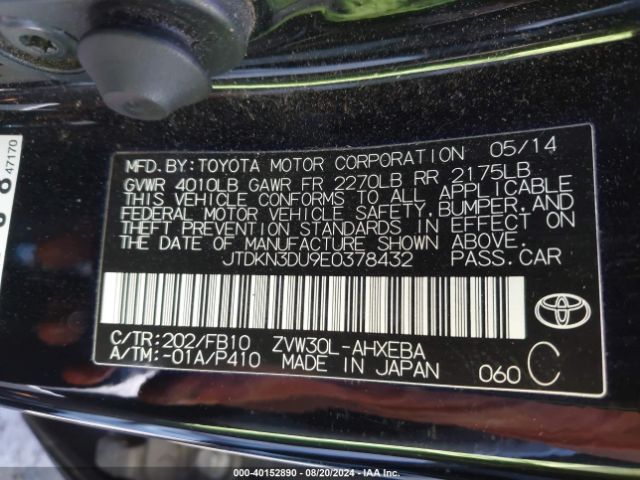 47170
MFD.BY:TOYOTA MOTOR CORPORATION 05/14
GVWR 4010LB GAWR FR 2270LB RR 2175LB
THIS VEHICLE CONFORMS TO ALL APPLICABLE
FEDERAL MOTOR VEHICLE SAFETY,BUMPER,AND
THEFT PREVENTION STANDARDS IN EFFECT ON
THE DATE OF MANUFACTURE SHOWN ABOVE.
JTDKN3DU9E0378432 PASS.CAR
C/TR:202/FB10 ZVW30L-AHXEBA
A/TM:-01A/P410 MADE IN JAPAN
060 C
000-40152890 - 08/20/2024 - IAA Inc.